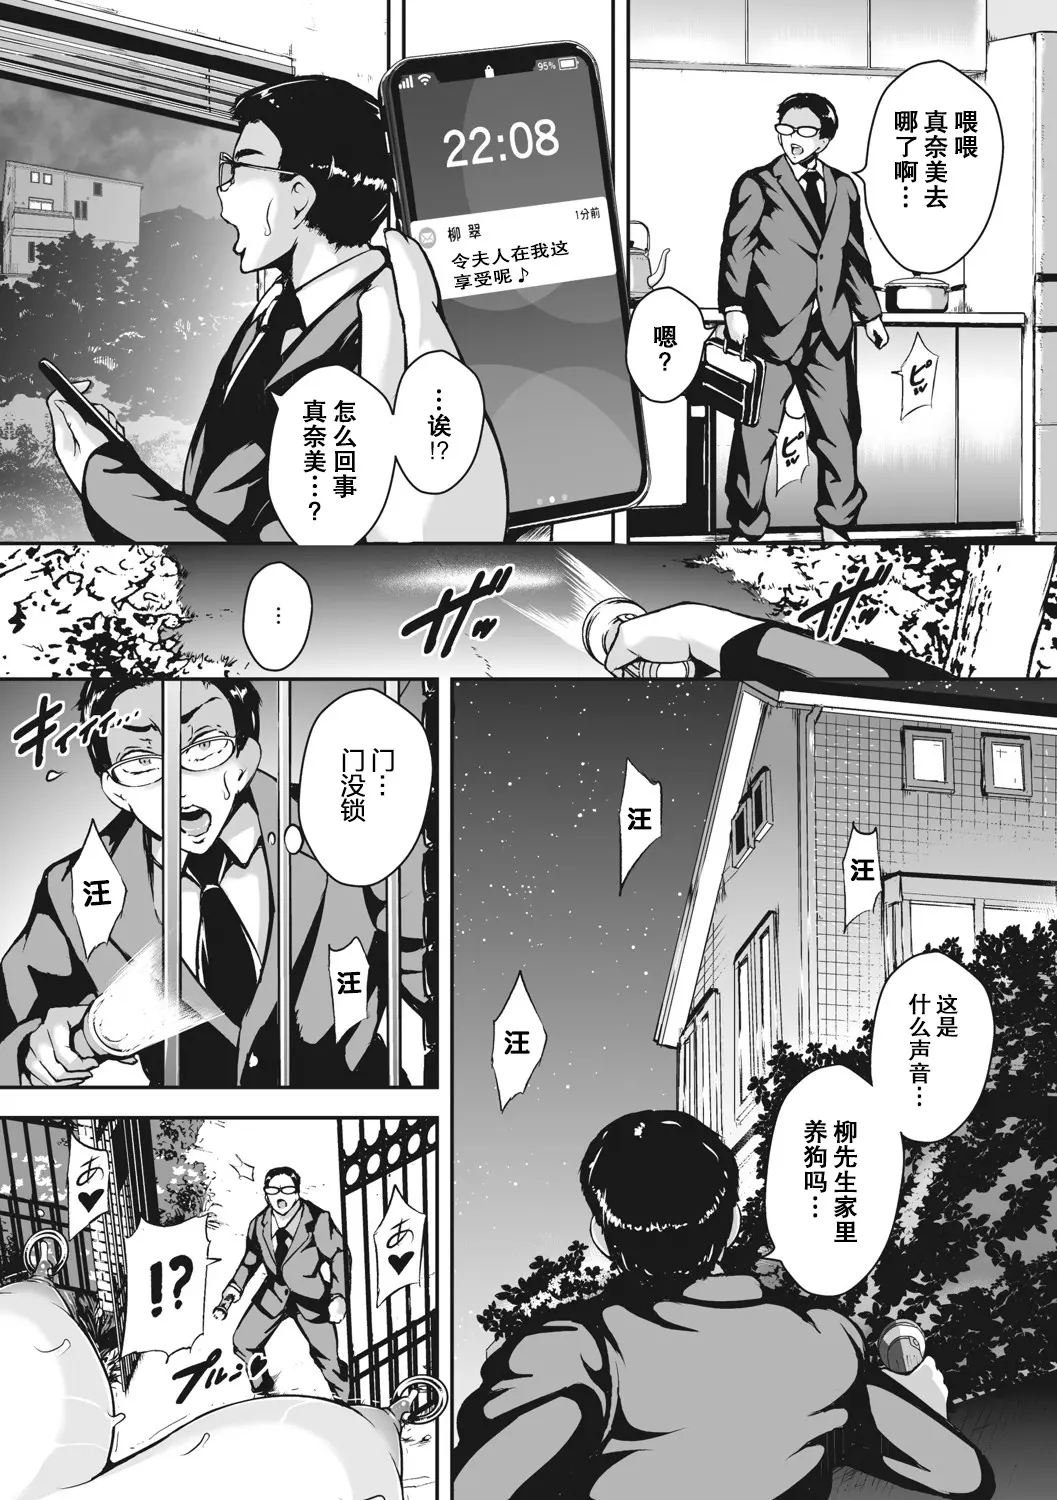 喂喂
真奈美去
哪了啊…
嗯?
ピッ
ピッ
95%
22:08
1分前
柳 翠
令夫人在我这
享受呢♪
…诶!?
怎么回事
真奈美…?
ザッ
ザッ
…
汪
汪
汪
这是
什么声音…
柳先生家里
养狗吗…
ギィィィ…
门…
门没锁
汪
汪
あ♥
あ♥
!?
プルン♡